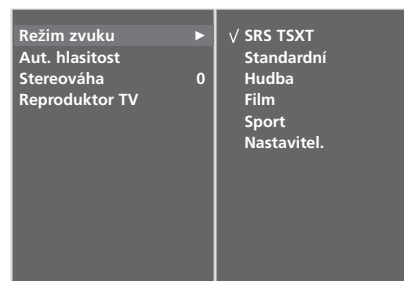 Režim zvuku ►
Aut. hlasitost
Stereováha 0
Reproduktor TV
√ SRS TSXT
Standardní
Hudba
Film
Sport
Nastavitel.